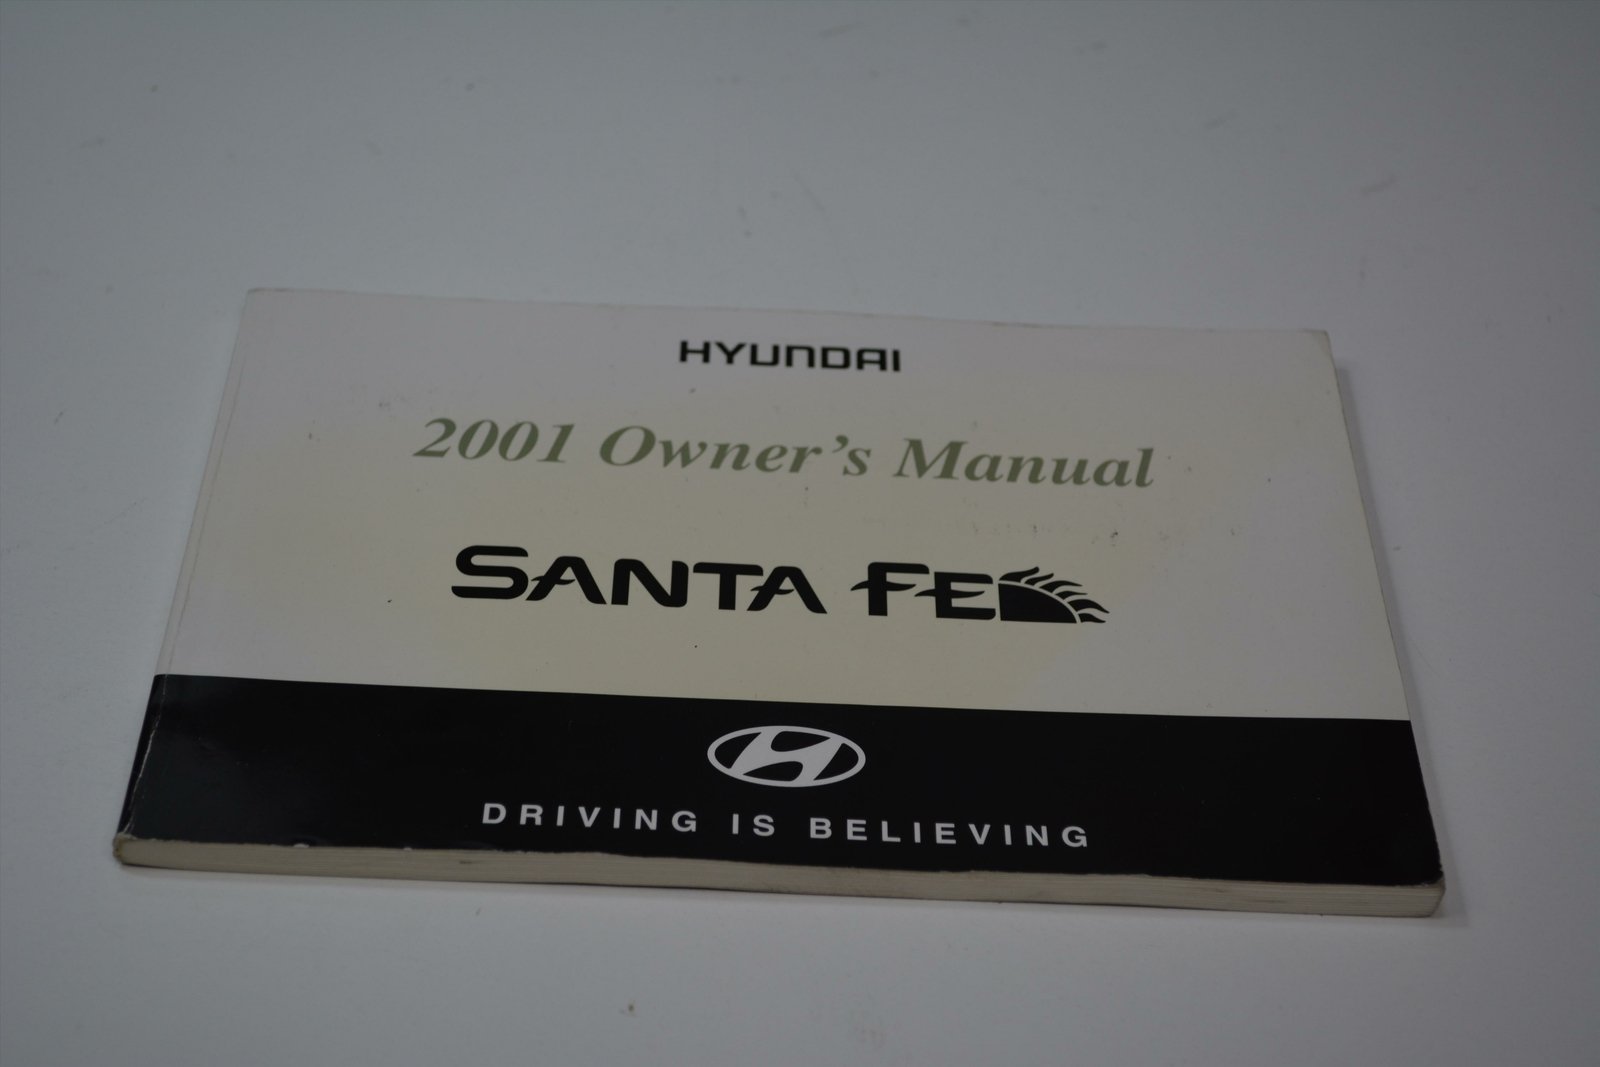 HYUNDAI
2001 Owner's Manual
SANTA FE
DRIVING IS BELIEVING